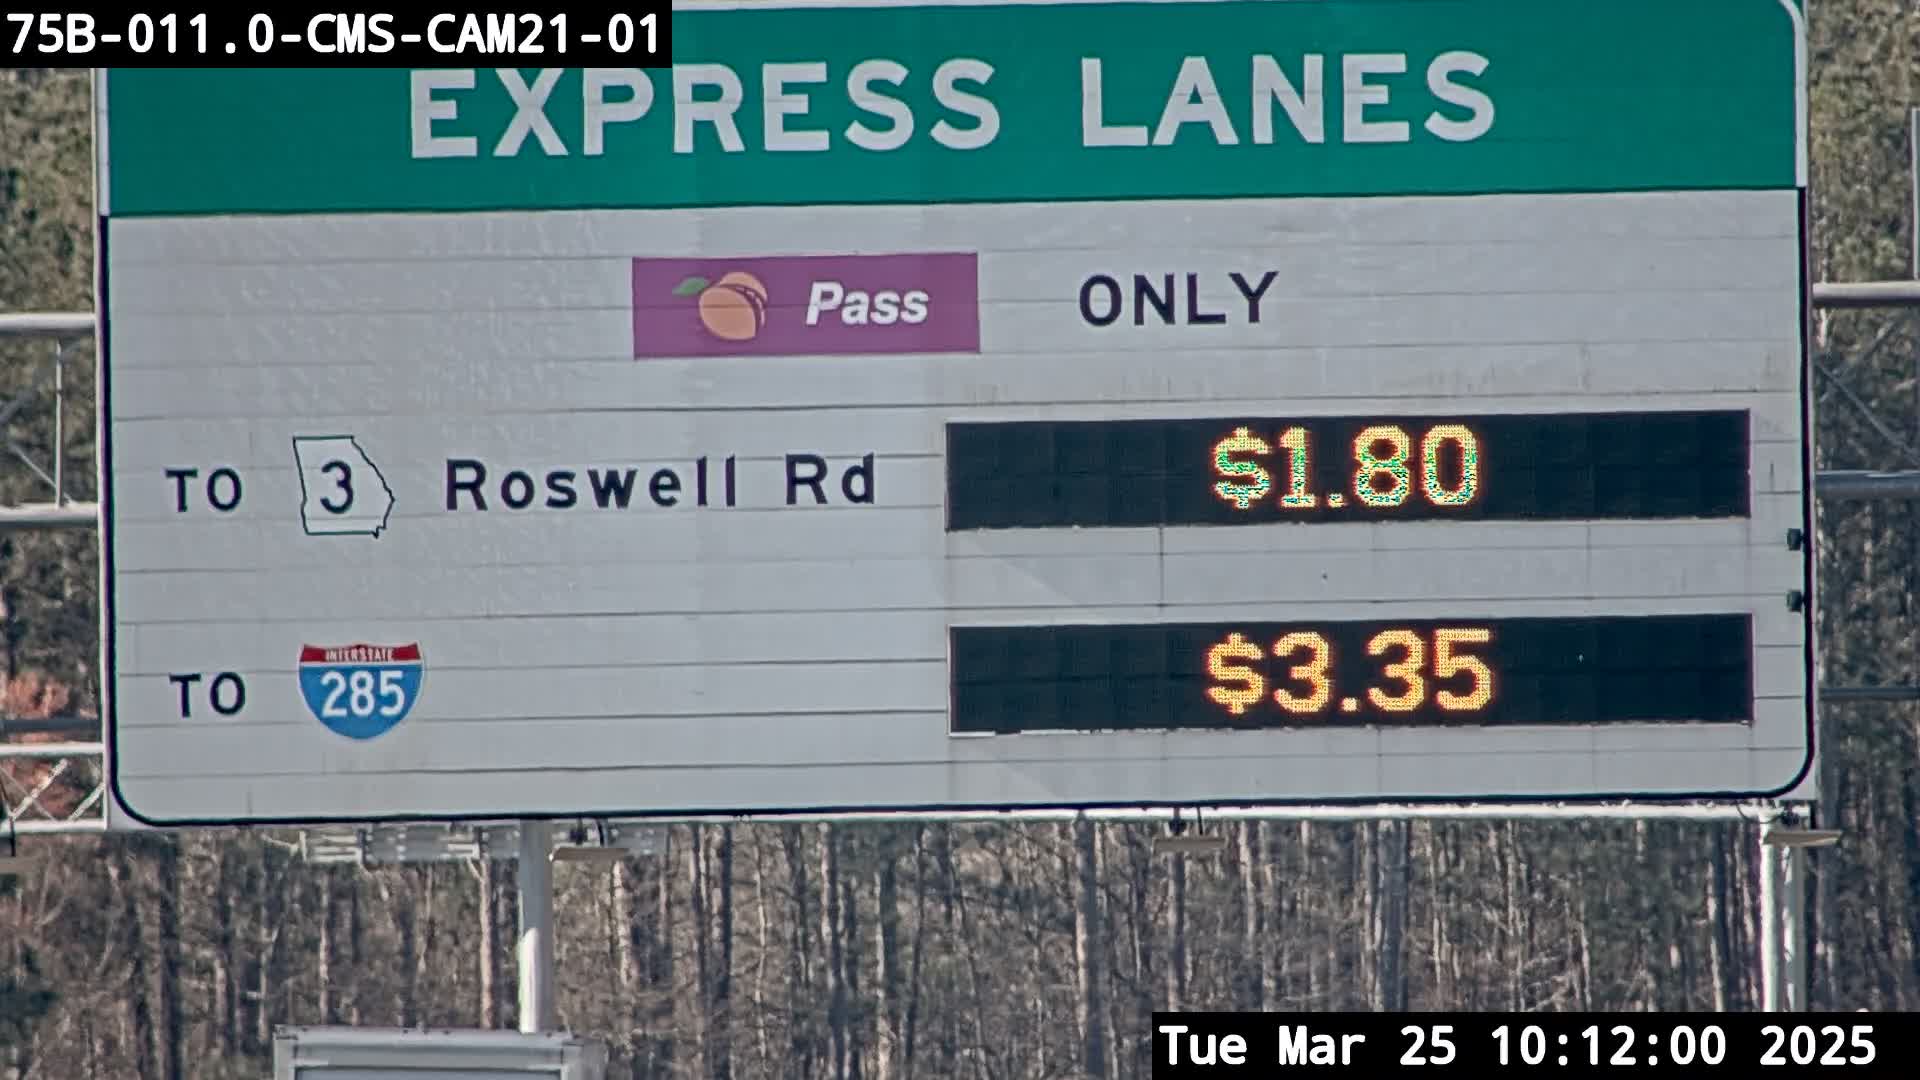 75B-011.0-CMS-CAM21-01
EXPRESS LANES
Pass ONLY
TO 3 Roswell Rd $1.80
INTERSTATE
TO 285 $3.35
Tue Mar 25 10:12:00 2025